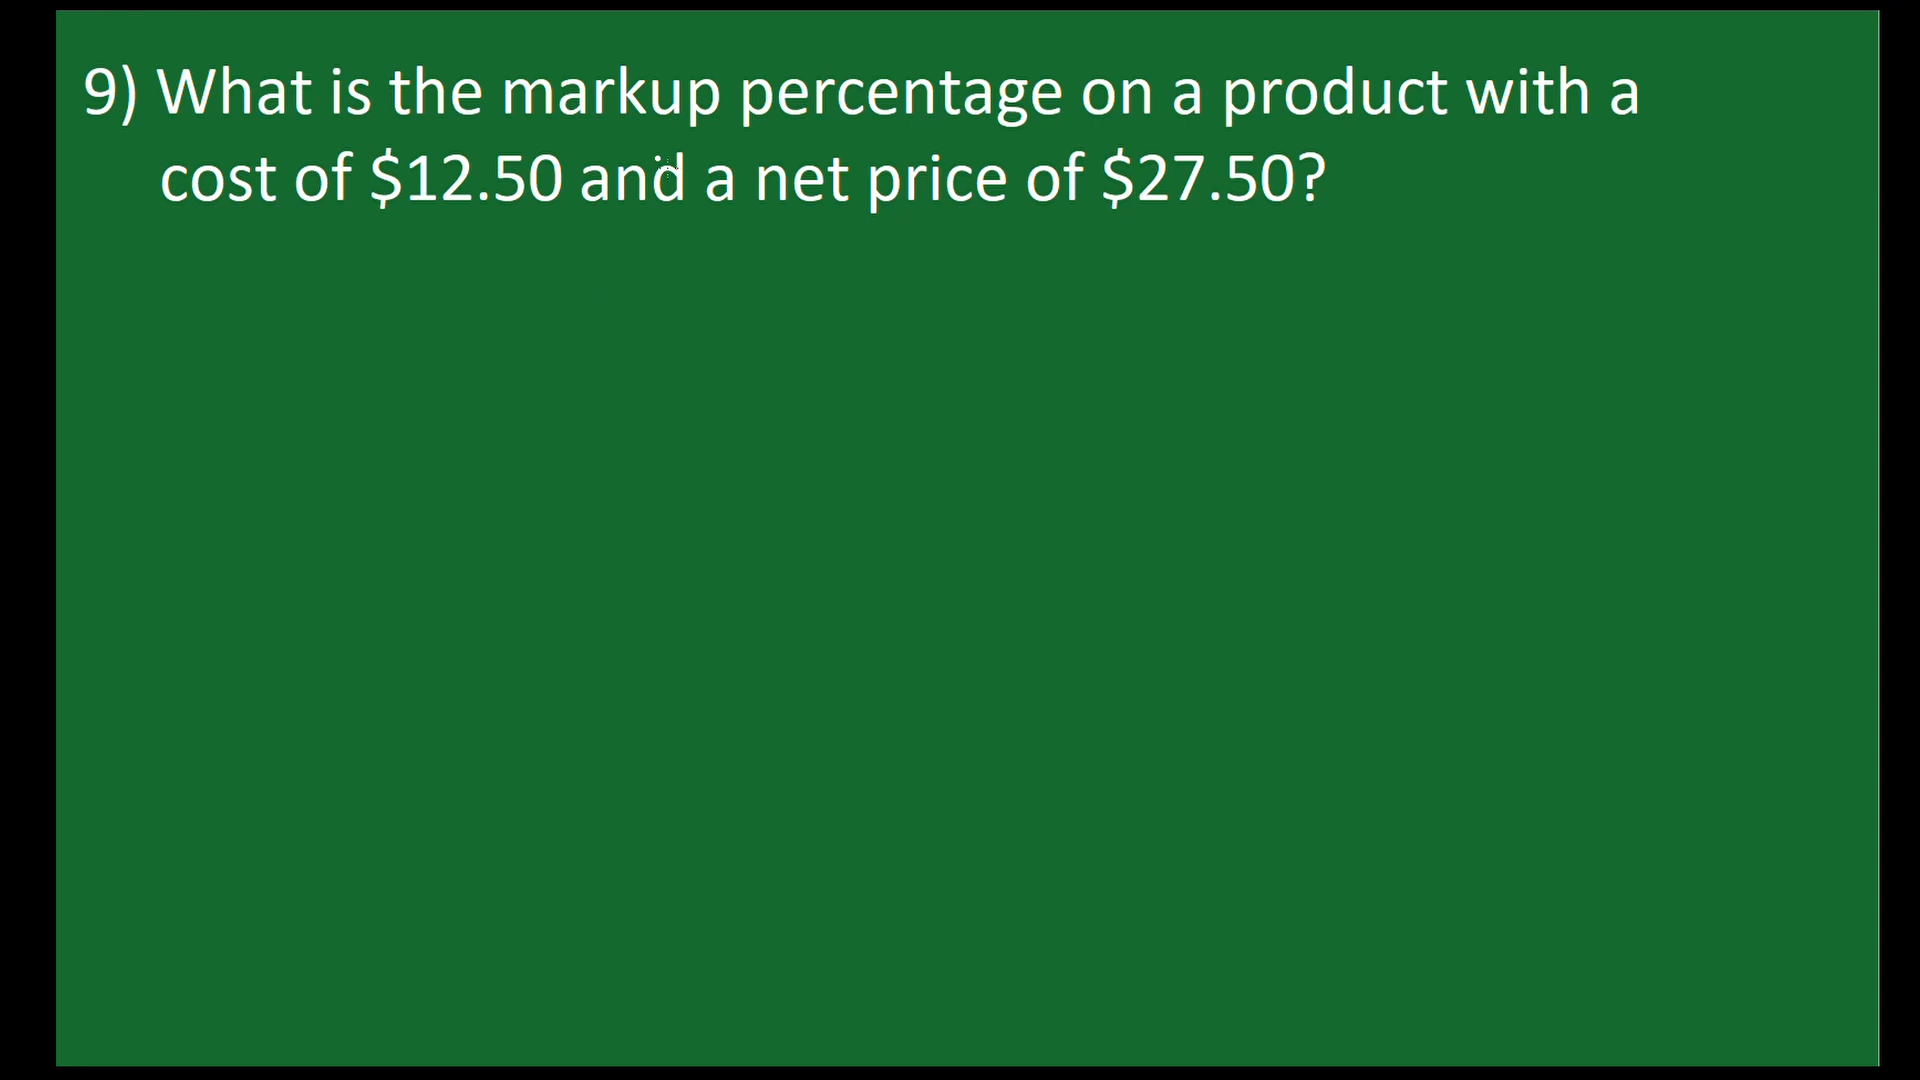 9) What is the markup percentage on a product with a
cost of $12.50 and a net price of $27.50?